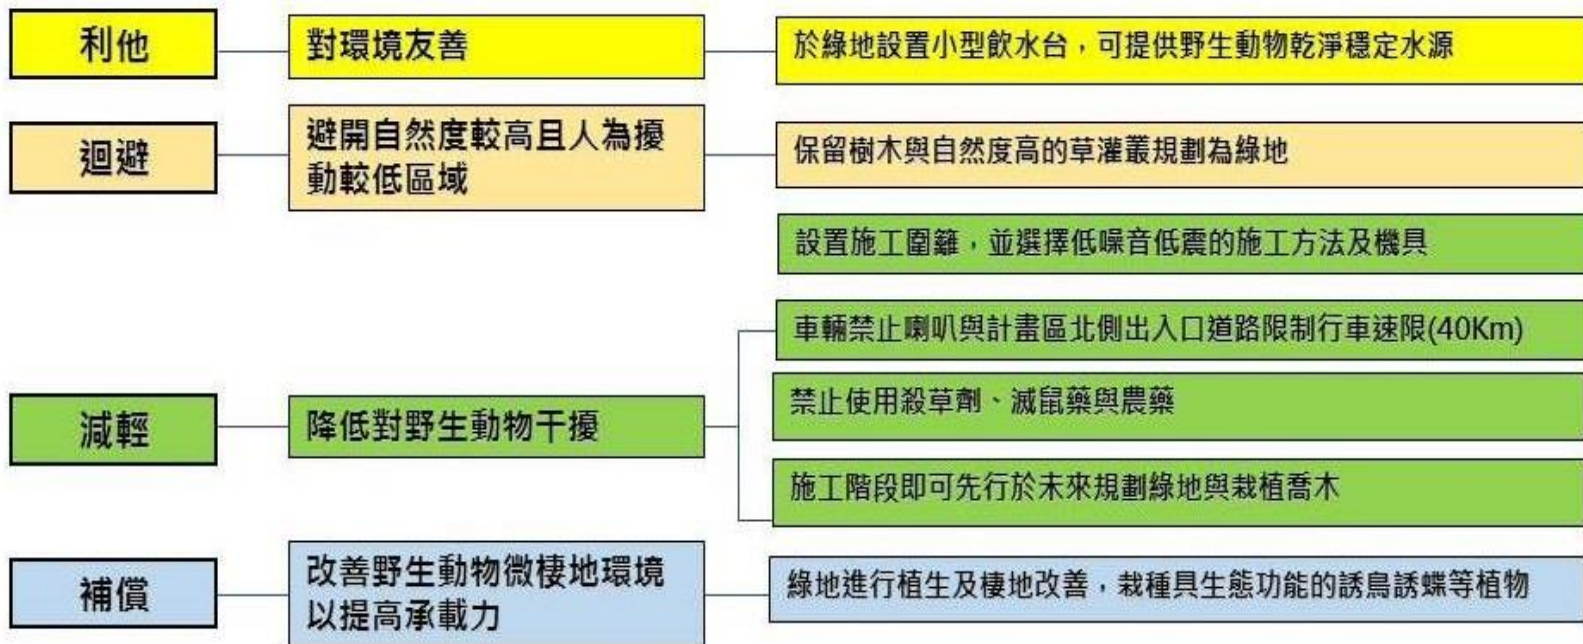 利他
對環境友善
於綠地設置小型飲水台，可提供野生動物乾淨穩定水源
迴避
避開自然度較高且人為擾
動較低區域
保留樹木與自然度高的草灌叢規劃為綠地
設置施工圍籬，並選擇低噪音低震的施工方法及機具
車輛禁止喇叭與計畫區北側出入口道路限制行車速限(40Km)
減輕
降低對野生動物干擾
禁止使用殺草劑、滅鼠藥與農藥
施工階段即可先行於未來規劃綠地與栽植喬木
補償
改善野生動物微棲地環境
以提高承載力
綠地進行植生及棲地改善，栽種具生態功能的誘鳥誘蝶等植物